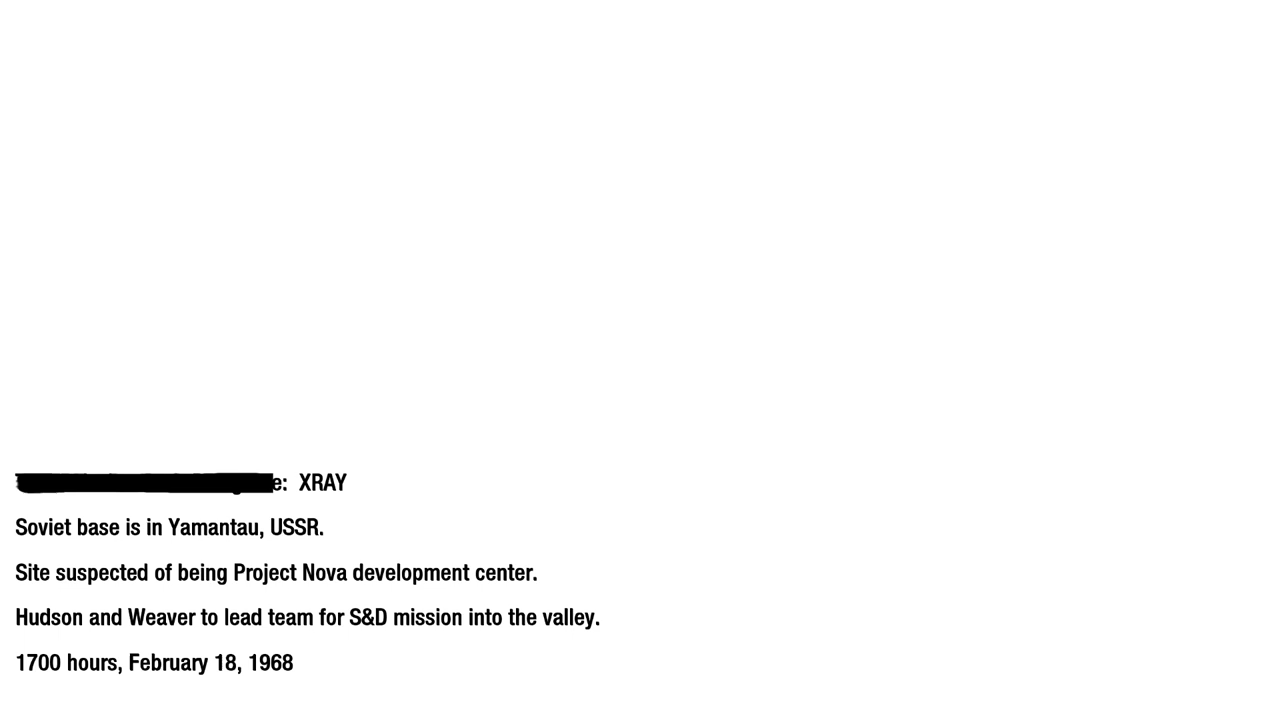 XRAY
Soviet base is in Yamantau, USSR.
Site suspected of being Project Nova development center.
Hudson and Weaver to lead team for S&D mission into the valley.
1700 hours, February 18, 1968